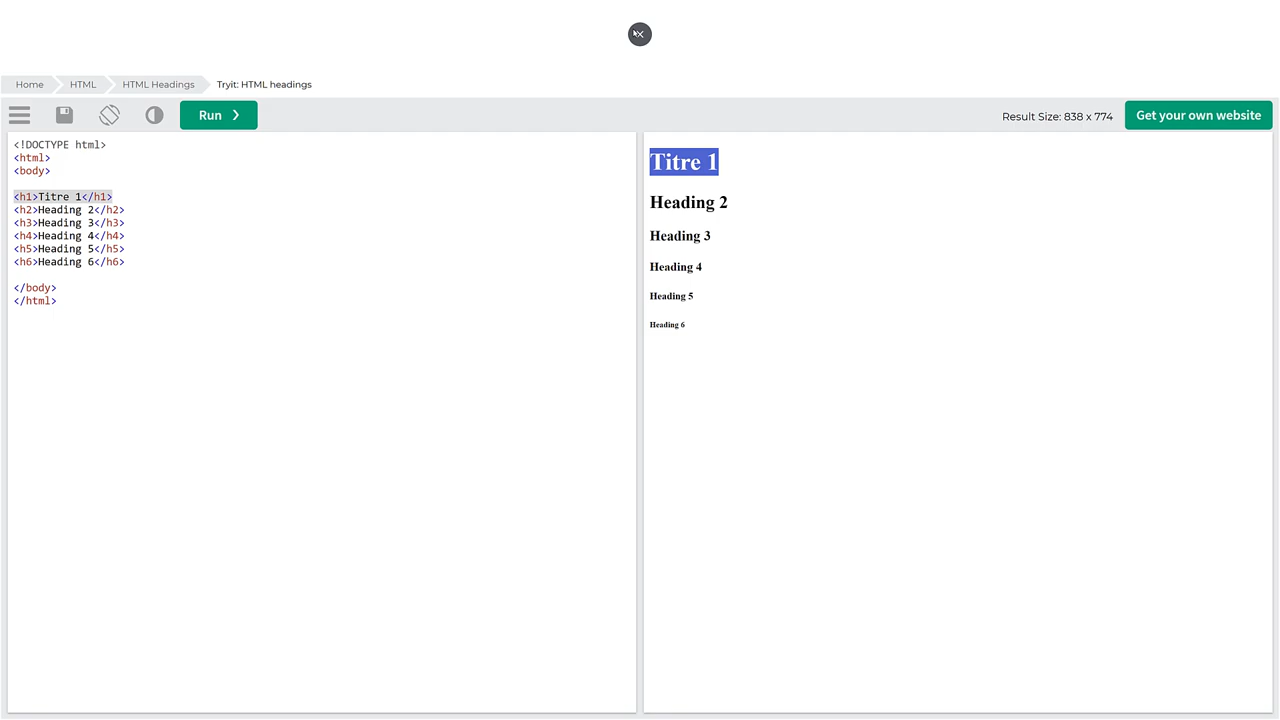 Home HTML HTML Headings Tryit: HTML headings
Run ❯ Result Size: 838 x 774 Get your own website
<!DOCTYPE html>
<html>
<body>
<h1>Titre 1</h1>
<h2>Heading 2</h2>
<h3>Heading 3</h3>
<h4>Heading 4</h4>
<h5>Heading 5</h5>
<h6>Heading 6</h6>
</body>
</html>
Titre 1
Heading 2
Heading 3
Heading 4
Heading 5
Heading 6